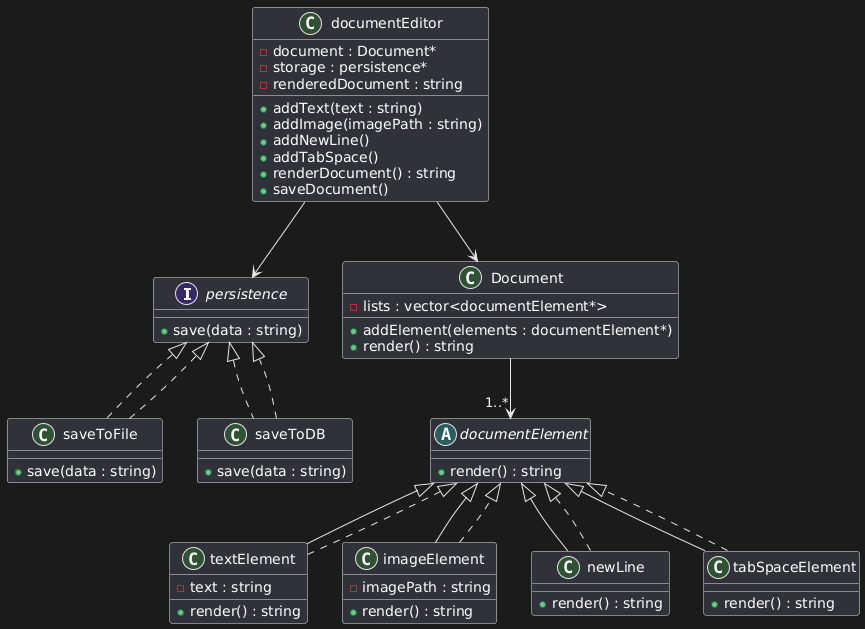 C documentEditor
document : Document*
storage : persistence*
renderedDocument : string
addText(text : string)
addImage(imagePath : string)
addNewLine()
addTabSpace()
renderDocument() : string
saveDocument()
I persistence
save(data : string)
C Document
lists : vector<documentElement*>
addElement(elements : documentElement*)
render() : string
1..*
C saveToFile
save(data : string)
C saveToDB
save(data : string)
A documentElement
render() : string
C textElement
text : string
render() : string
C imageElement
imagePath : string
render() : string
C newLine
render() : string
C tabSpaceElement
render() : string